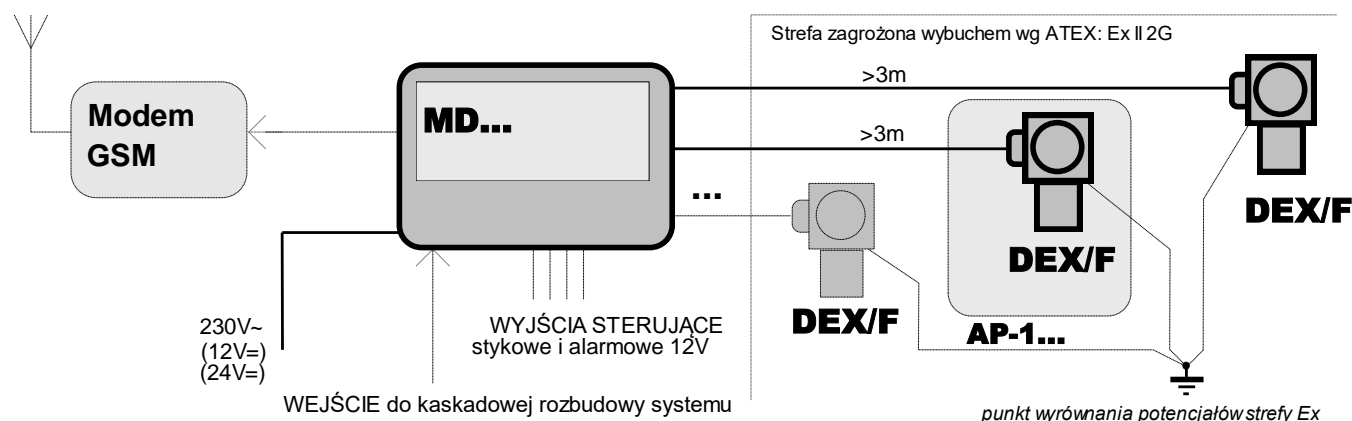 Strefa zagrożona wybuchem wg ATEX: Ex II 2G
>3m
Modem
GSM
MD...
>3m
...
DEX/F
DEX/F
DEX/F
AP-1...
230V~
(12V=)
(24V=)
WYJŚCIA STERUJĄCE
stykowe i alarmowe 12V
WEJŚCIE do kaskadowej rozbudowy systemu
punkt wyrównania potencjałów strefy Ex